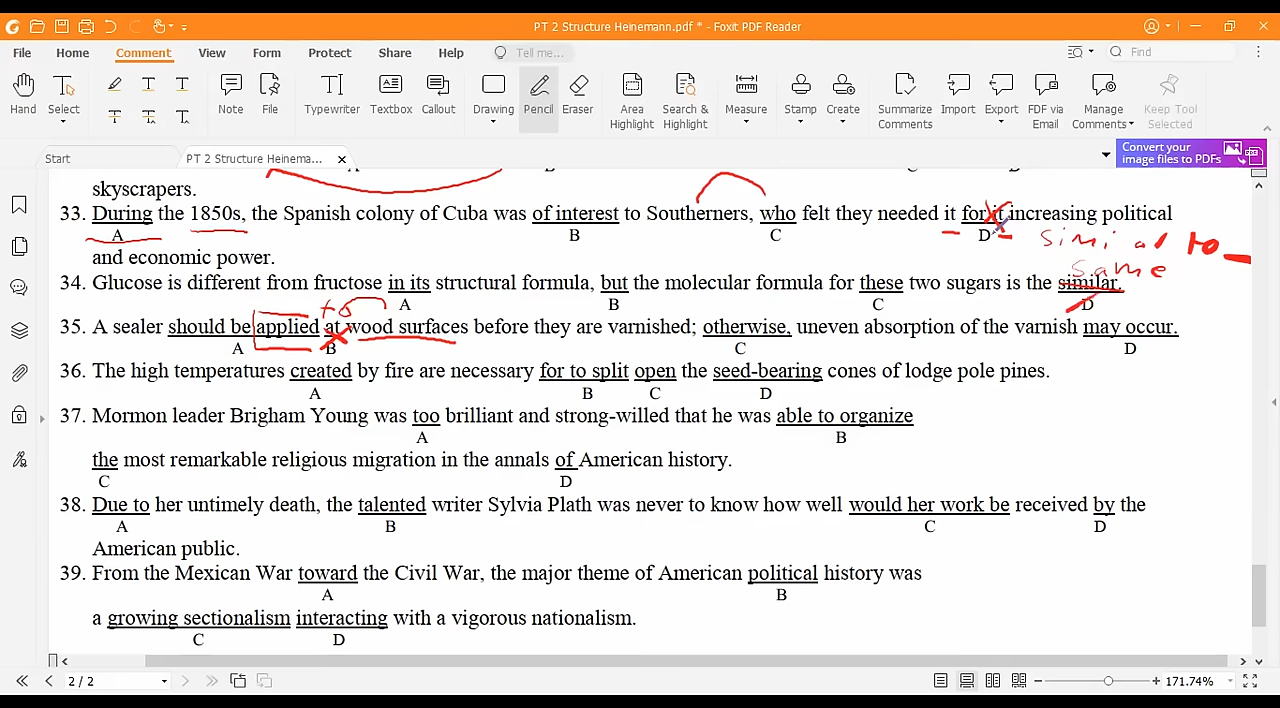 PT 2 Structure Heinemann.pdf * - Foxit PDF Reader
File Home Comment View Form Protect Share Help Tell me... Find
Hand Select Note File Typewriter Textbox Callout Drawing Pencil Eraser Area Highlight Search & Highlight Measure Stamp Create Summarize Comments Import Export FDF via Email Manage Comments Keep Tool Selected
Start PT 2 Structure Heinema... Convert your image files to PDFs
skyscrapers.
33. During the 1850s, the Spanish colony of Cuba was of interest to Southerners, who felt they needed it for it increasing political
A B C D
and economic power.
similar to
same
34. Glucose is different from fructose in its structural formula, but the molecular formula for these two sugars is the similar.
A B C D
to
35. A sealer should be applied at wood surfaces before they are varnished; otherwise, uneven absorption of the varnish may occur.
A B C D
36. The high temperatures created by fire are necessary for to split open the seed-bearing cones of lodge pole pines.
A B C D
37. Mormon leader Brigham Young was too brilliant and strong-willed that he was able to organize
A B
the most remarkable religious migration in the annals of American history.
C D
38. Due to her untimely death, the talented writer Sylvia Plath was never to know how well would her work be received by the
A B C D
American public.
39. From the Mexican War toward the Civil War, the major theme of American political history was
A B
a growing sectionalism interacting with a vigorous nationalism.
C D
2 / 2 171.74%